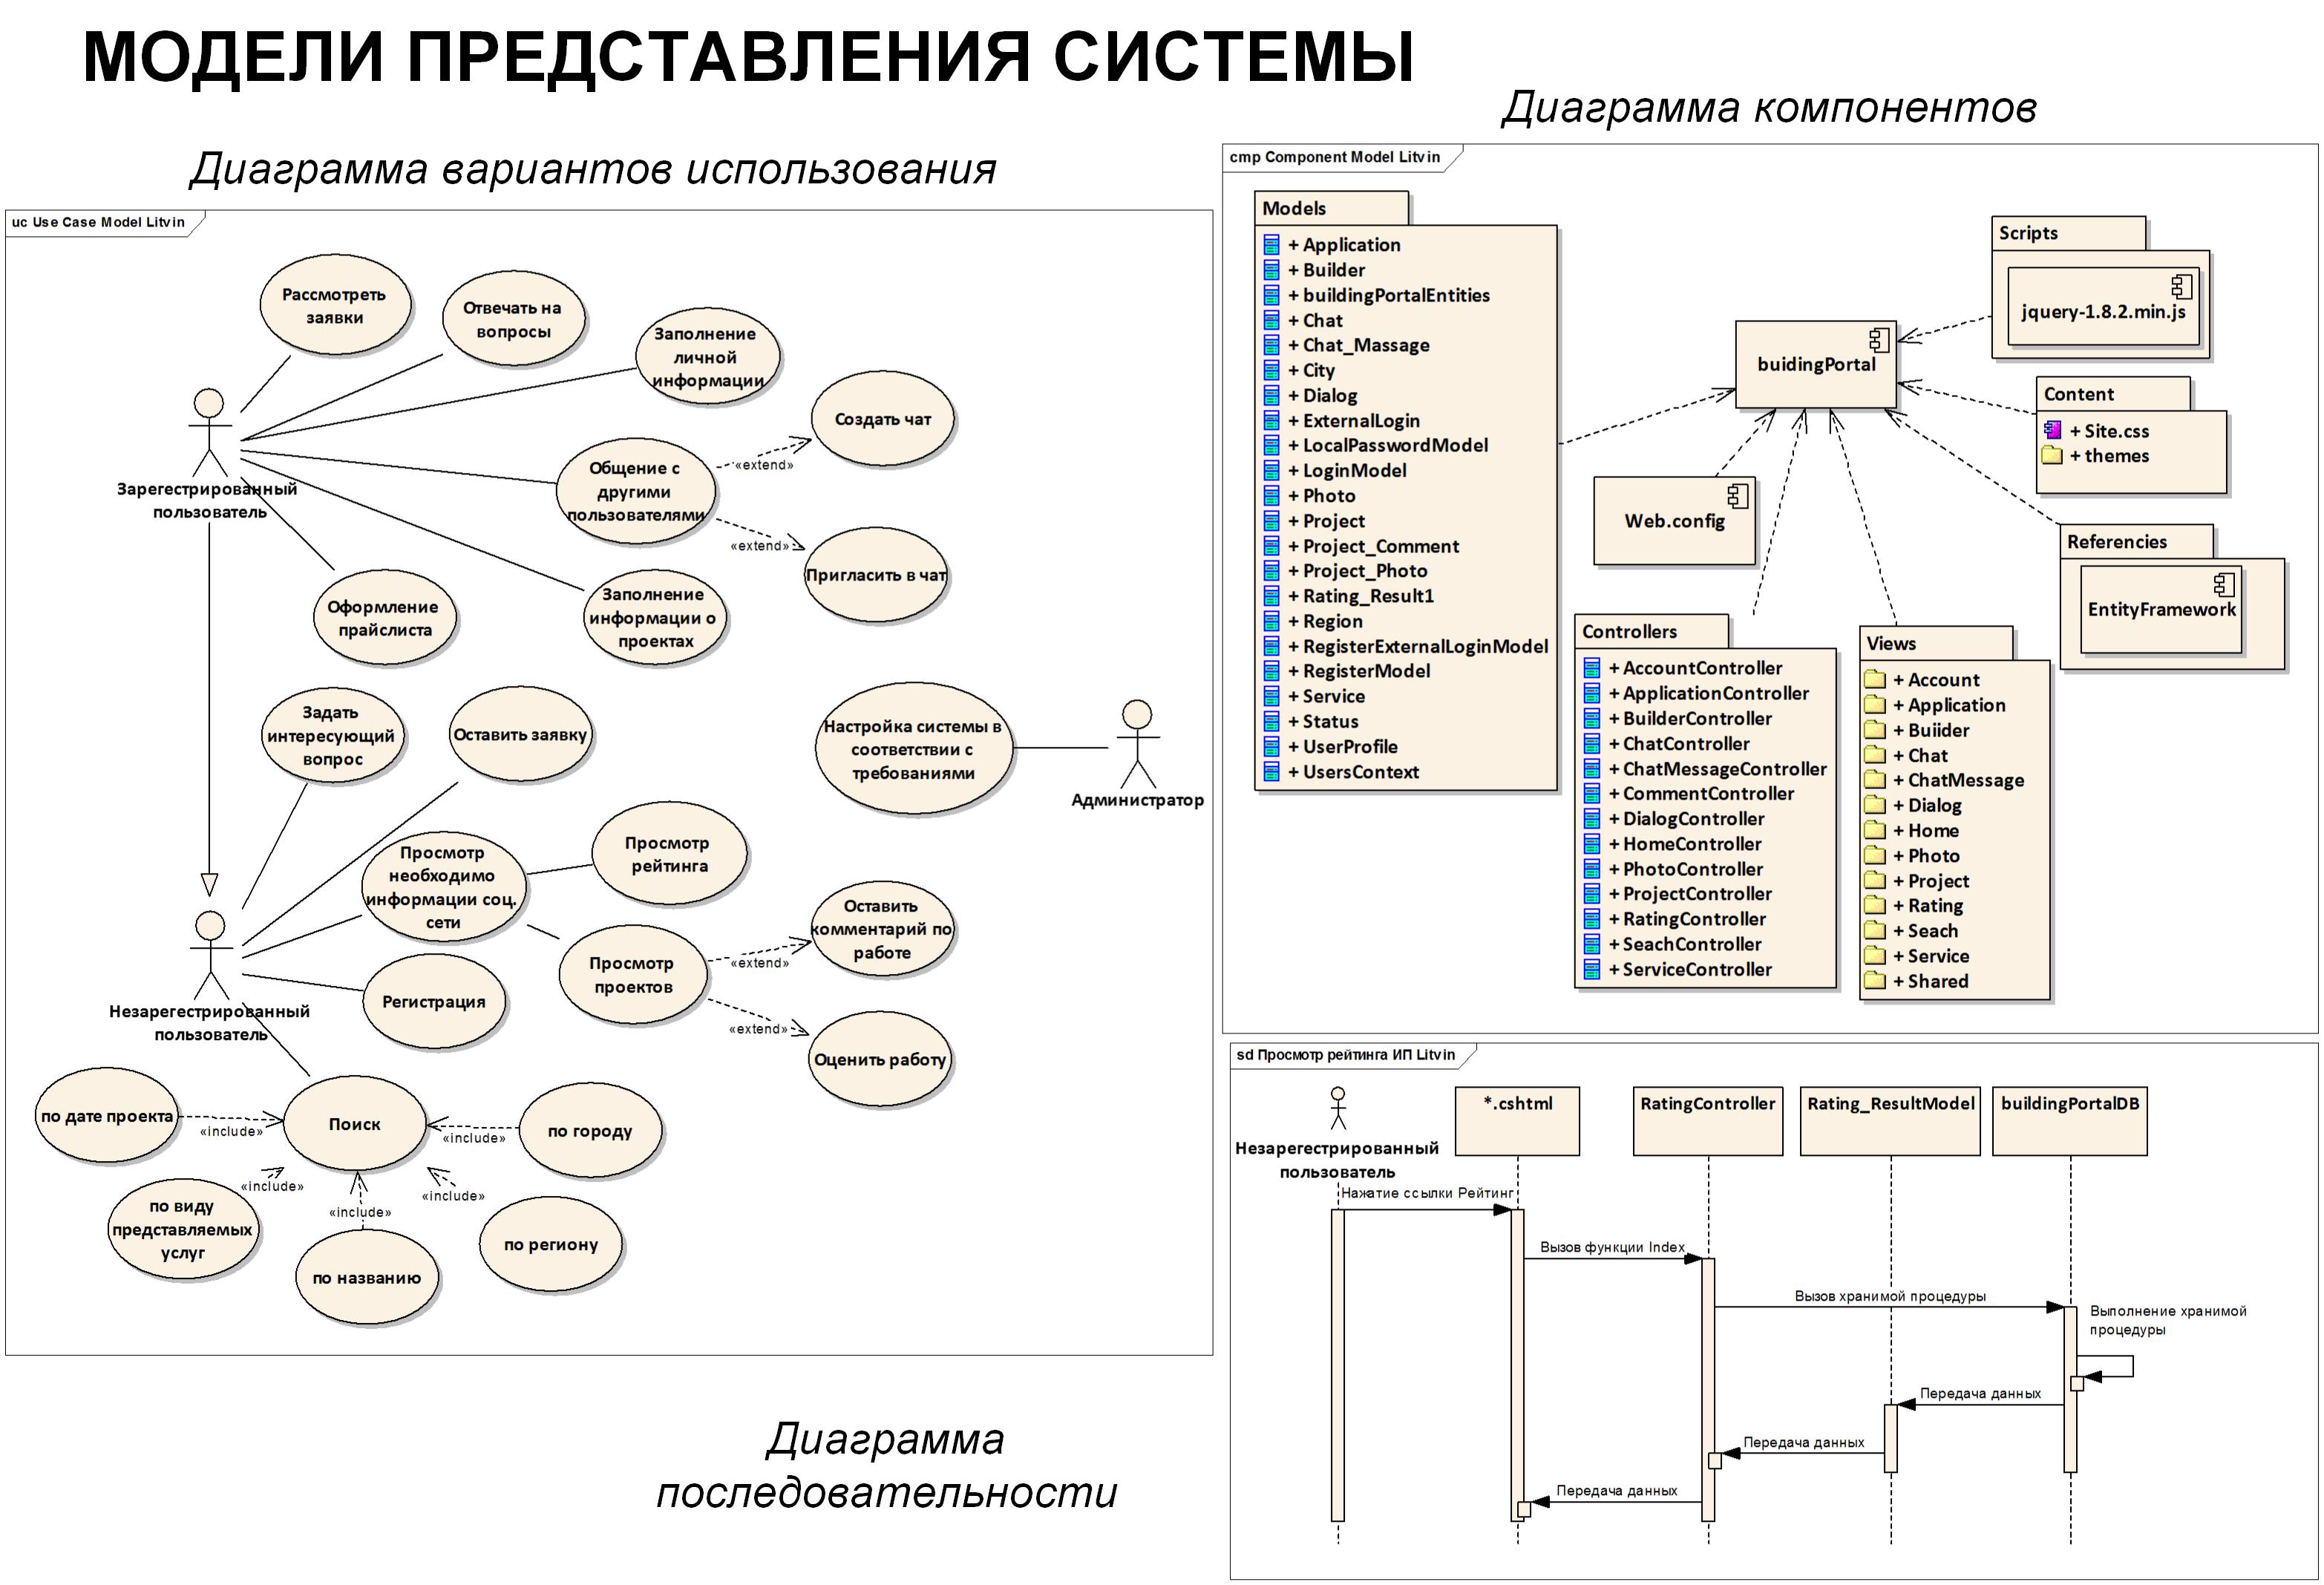 МОДЕЛИ ПРЕДСТАВЛЕНИЯ СИСТЕМЫ
Диаграмма вариантов использования
uc Use Case Model Litvin
Рассмотреть
заявки
Отвечать на
вопросы
Заполнение
личной
информации
Создать чат
«extend»
Общение с
другими
пользователями
«extend»
Пригласить в чат
Зарегестрированный
пользователь
Оформление
прайслиста
Заполнение
информации о
проектах
Задать
интересующий
вопрос
Оставить заявку
Настройка системы в
соответствии с
требованиями
Администратор
Просмотр
необходимо
информации соц.
сети
Просмотр
рейтинга
Просмотр
проектов
«extend»
Оставить
комментарий по
работе
«extend»
Оценить работу
Регистрация
Незарегестрированный
пользователь
по дате проекта
«include»
Поиск
«include»
по городу
«include»
«include»
«include»
по виду
представляемых
услуг
по названию
по региону
Диаграмма компонентов
cmp Component Model Litvin
Models
+ Application
+ Builder
+ buildingPortalEntities
+ Chat
+ Chat_Massage
+ City
+ Dialog
+ ExternalLogin
+ LocalPasswordModel
+ LoginModel
+ Photo
+ Project
+ Project_Comment
+ Project_Photo
+ Rating_Result1
+ Region
+ RegisterExternalLoginModel
+ RegisterModel
+ Service
+ Status
+ UserProfile
+ UsersContext
buidingPortal
Scripts
jquery-1.8.2.min.js
Content
+ Site.css
+ themes
Web.config
Referencies
EntityFramework
Controllers
+ AccountController
+ ApplicationController
+ BuilderController
+ ChatController
+ ChatMessageController
+ CommentController
+ DialogController
+ HomeController
+ PhotoController
+ ProjectController
+ RatingController
+ SeachController
+ ServiceController
Views
+ Account
+ Application
+ Buiider
+ Chat
+ ChatMessage
+ Dialog
+ Home
+ Photo
+ Project
+ Rating
+ Seach
+ Service
+ Shared
Диаграмма
последовательности
sd Просмотр рейтинга ИП Litvin
Незарегестрированный
пользователь
*.cshtml
RatingController
Rating_ResultModel
buildingPortalDB
Нажатие ссылки Рейтинг
Вызов функции Index
Вызов хранимой процедуры
Выполнение хранимой
процедуры
Передача данных
Передача данных
Передача данных